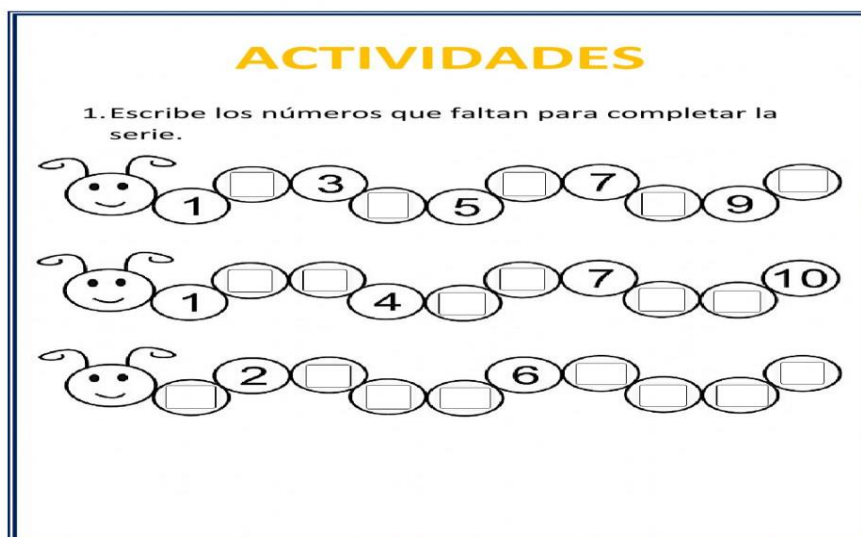 ACTIVIDADES
1. Escribe los números que faltan para completar la
serie.
1 3 5 7 9
1 4 7 10
2 6